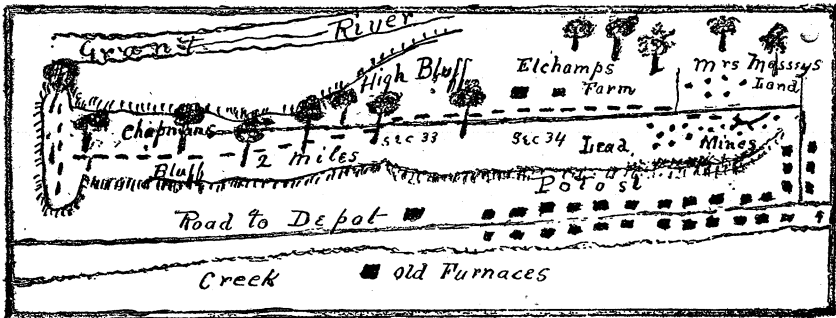 Grant River
High Bluff
Elchamps Farm
Mrs Massys Land
Chapmans Bluff
2 miles
Sec 33
Sec 34
Lead Mines
Potosi
Road to Depot
Creek
old Furnaces